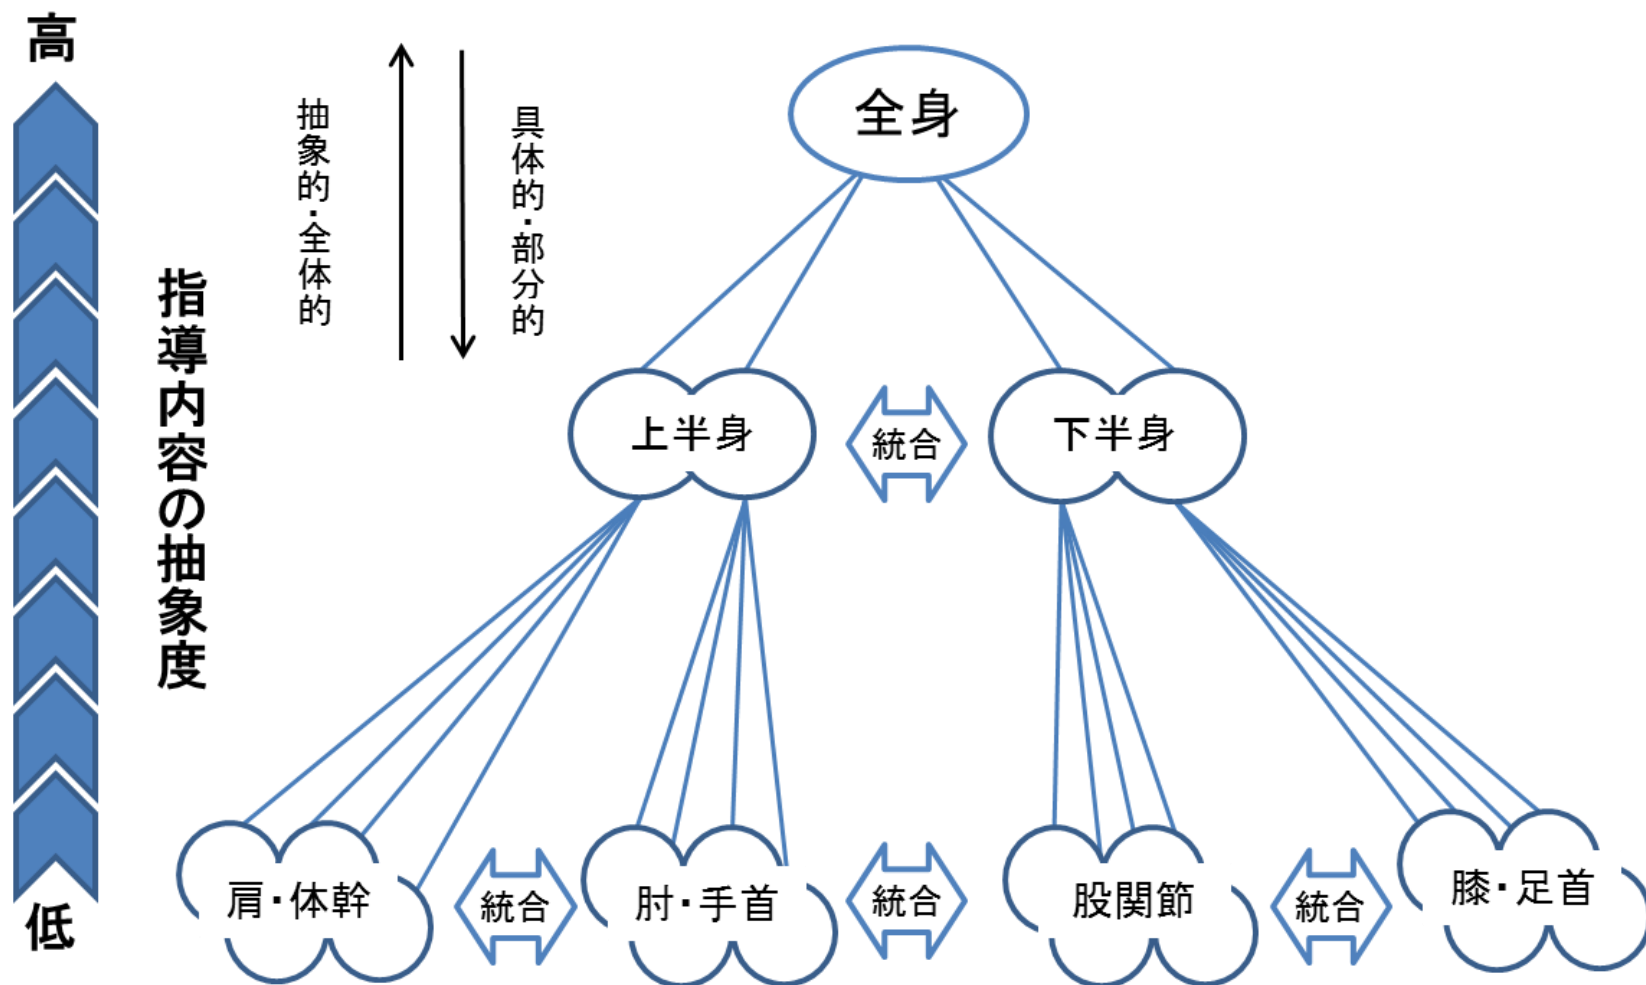 高
抽象的・全体的
具体的・部分的
全身
指導内容の抽象度
上半身
統合
下半身
肩・体幹
統合
肘・手首
統合
股関節
統合
膝・足首
低